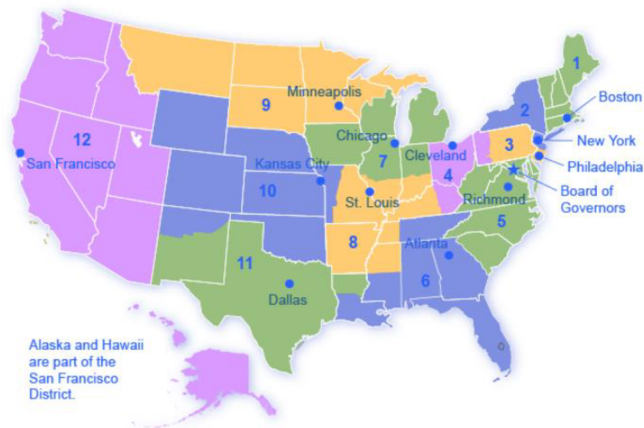 1
Boston
2
Minneapolis
9
New York
Chicago
3
12
Cleveland
Philadelphia
San Francisco
7
Kansas City
4
Board of
Governors
10
St. Louis
Richmond
5
8
Atlanta
11
6
Dallas
Alaska and Hawaii
are part of the
San Francisco
District.